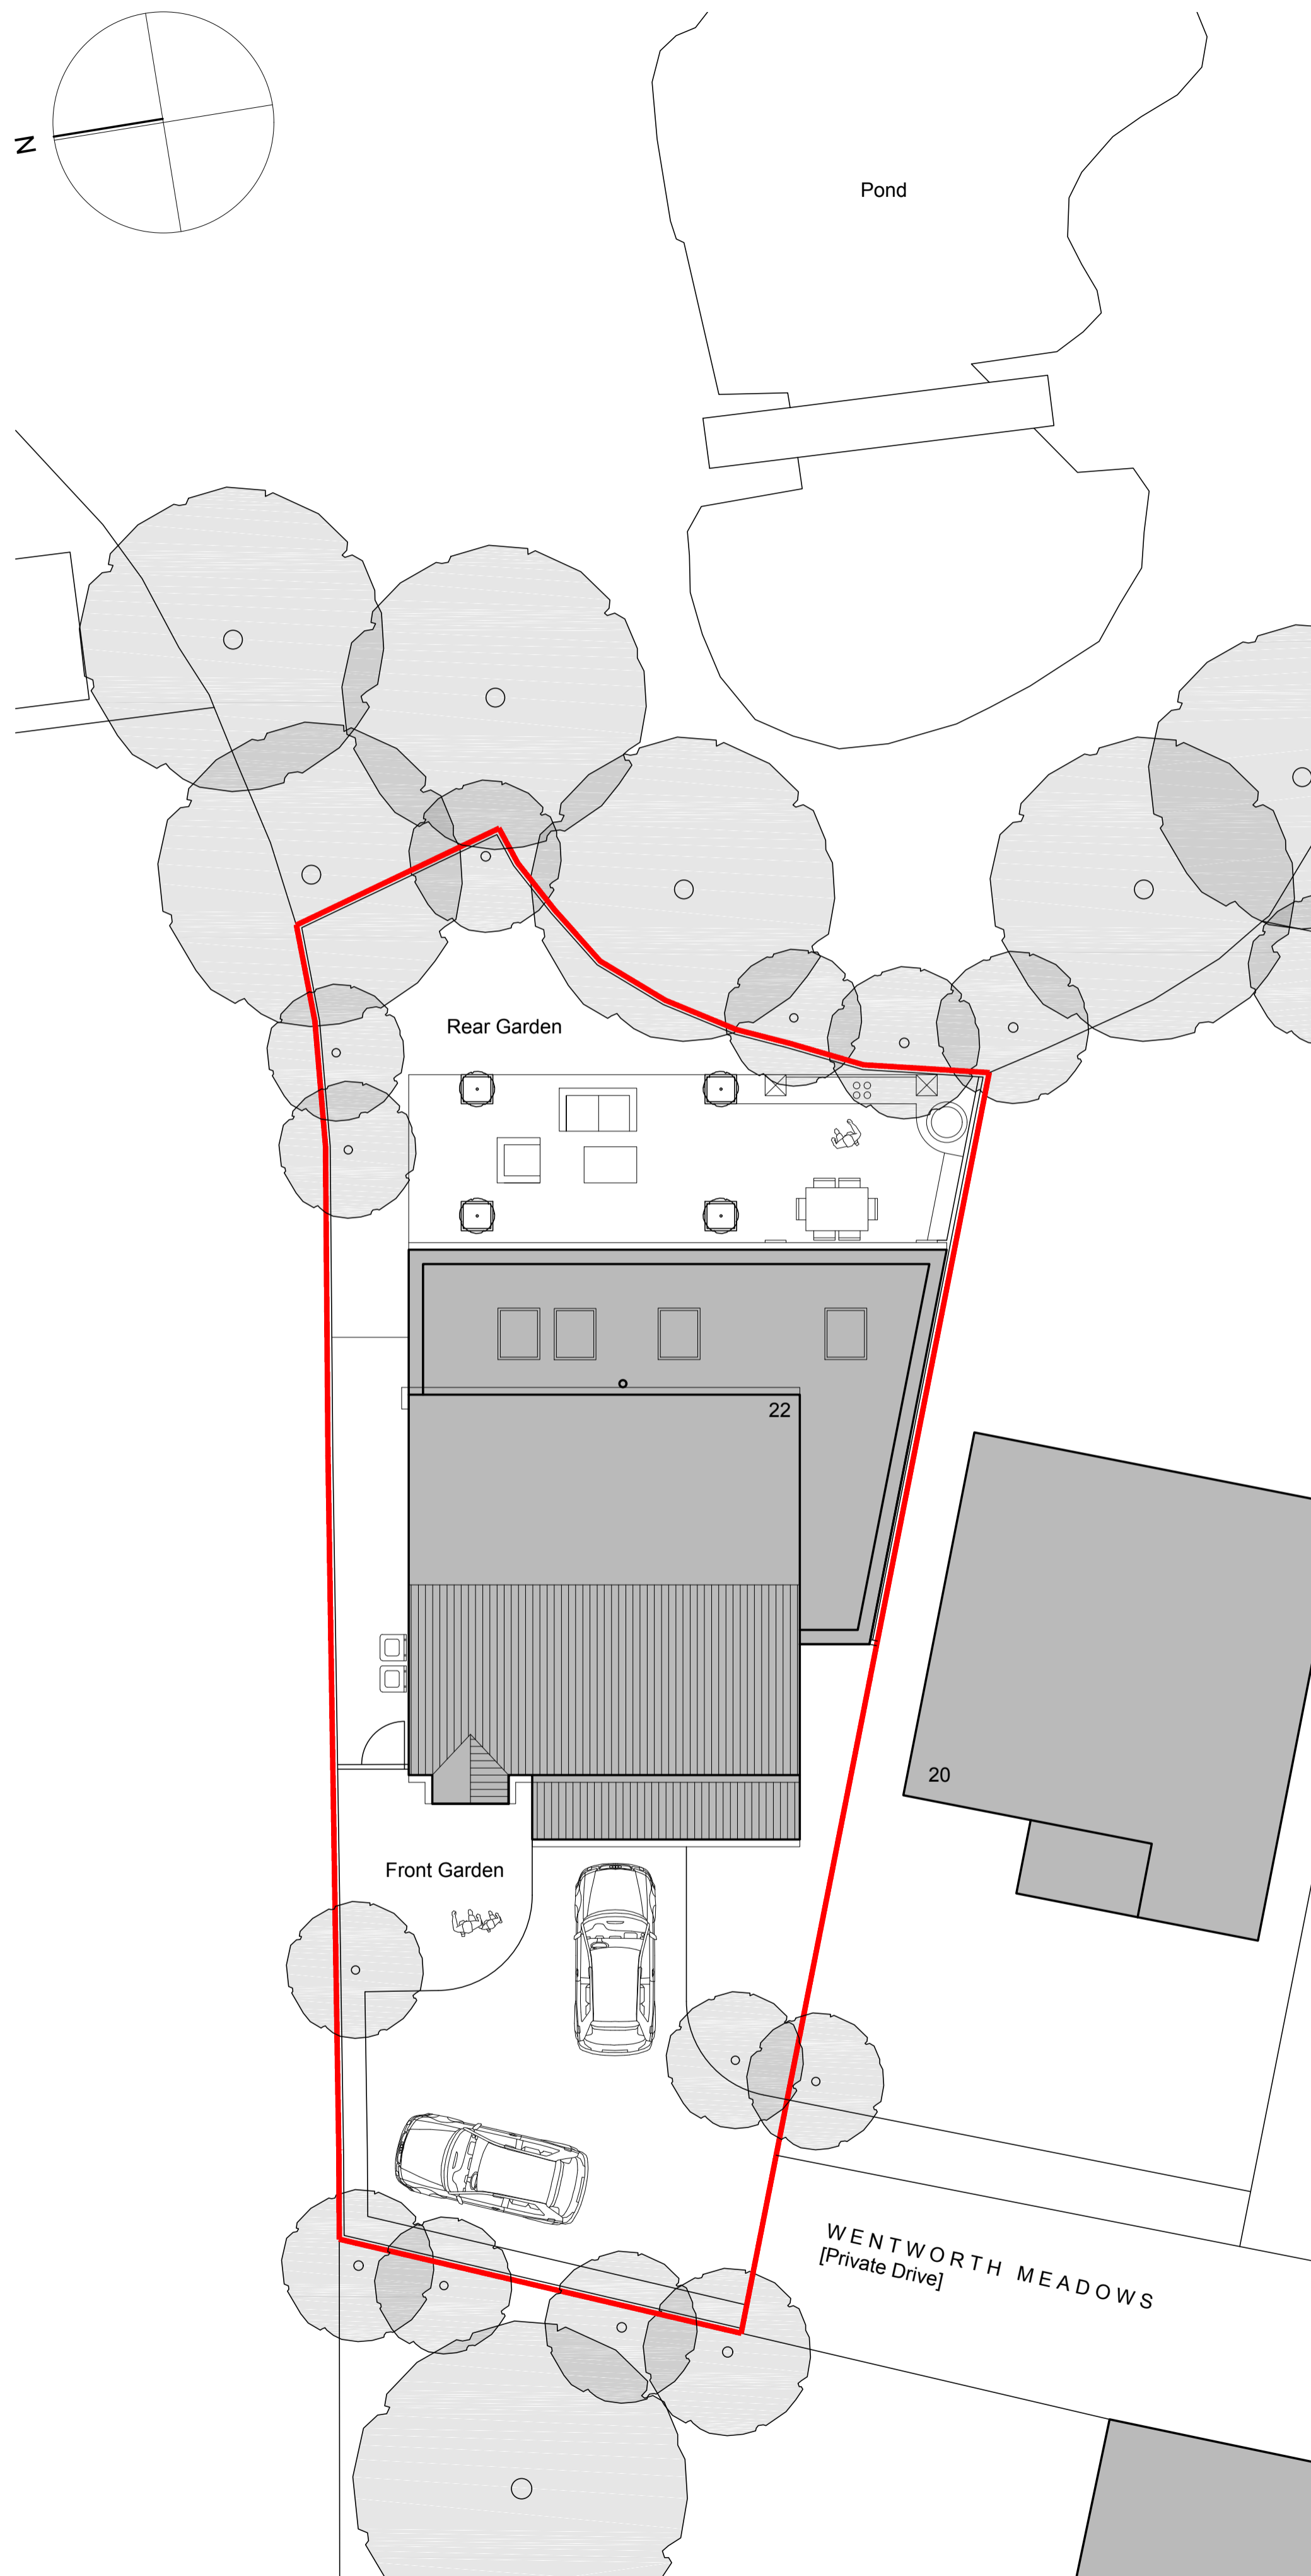 N
Pond
Rear Garden
22
20
Front Garden
WENTWORTH MEADOWS
[Private Drive]